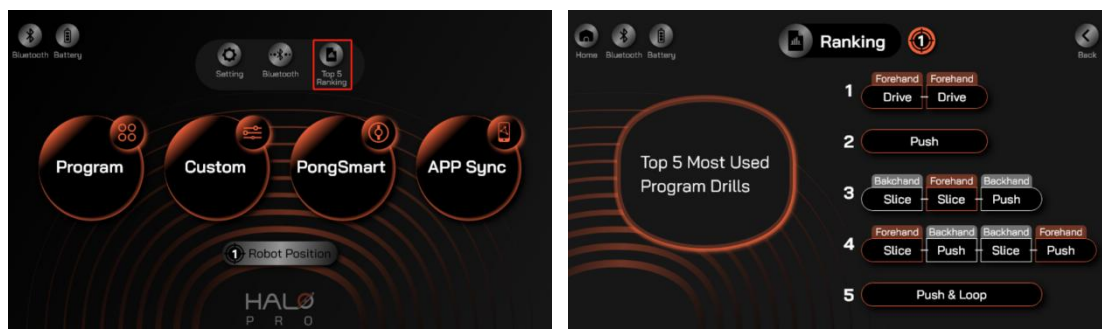 Bluetooth Battery
Setting Bluetooth Top 5
Ranking
Program Custom PongSmart APP Sync
1 Robot Position
HALO
PRO
Home Bluetooth Battery
Ranking 1
Back
Top 5 Most Used
Program Drills
1 Forehand Forehand
Drive Drive
2 Push
3 Bakchand Forehand Backhand
Slice Slice Push
4 Forehand Backhand Backhand Forehand
Slice Push Slice Push
5 Push & Loop